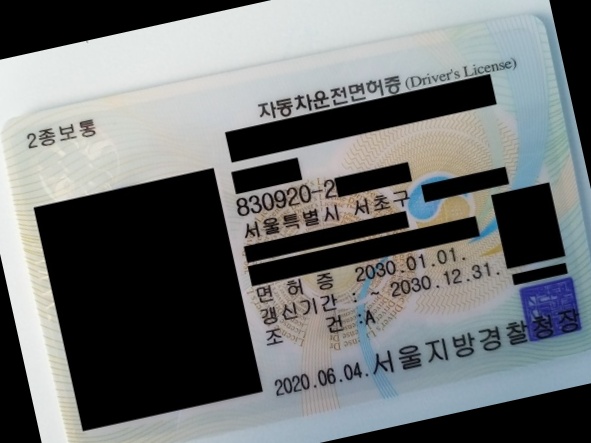 2종보통
자동차운전면허증 (Driver's License)
830920-2
서울특별시 서초구
면 허 증 2030.01.01.
갱신기간 : ~ 2030.12.31.
조 건 :A
2020.06.04. 서울지방경찰청장